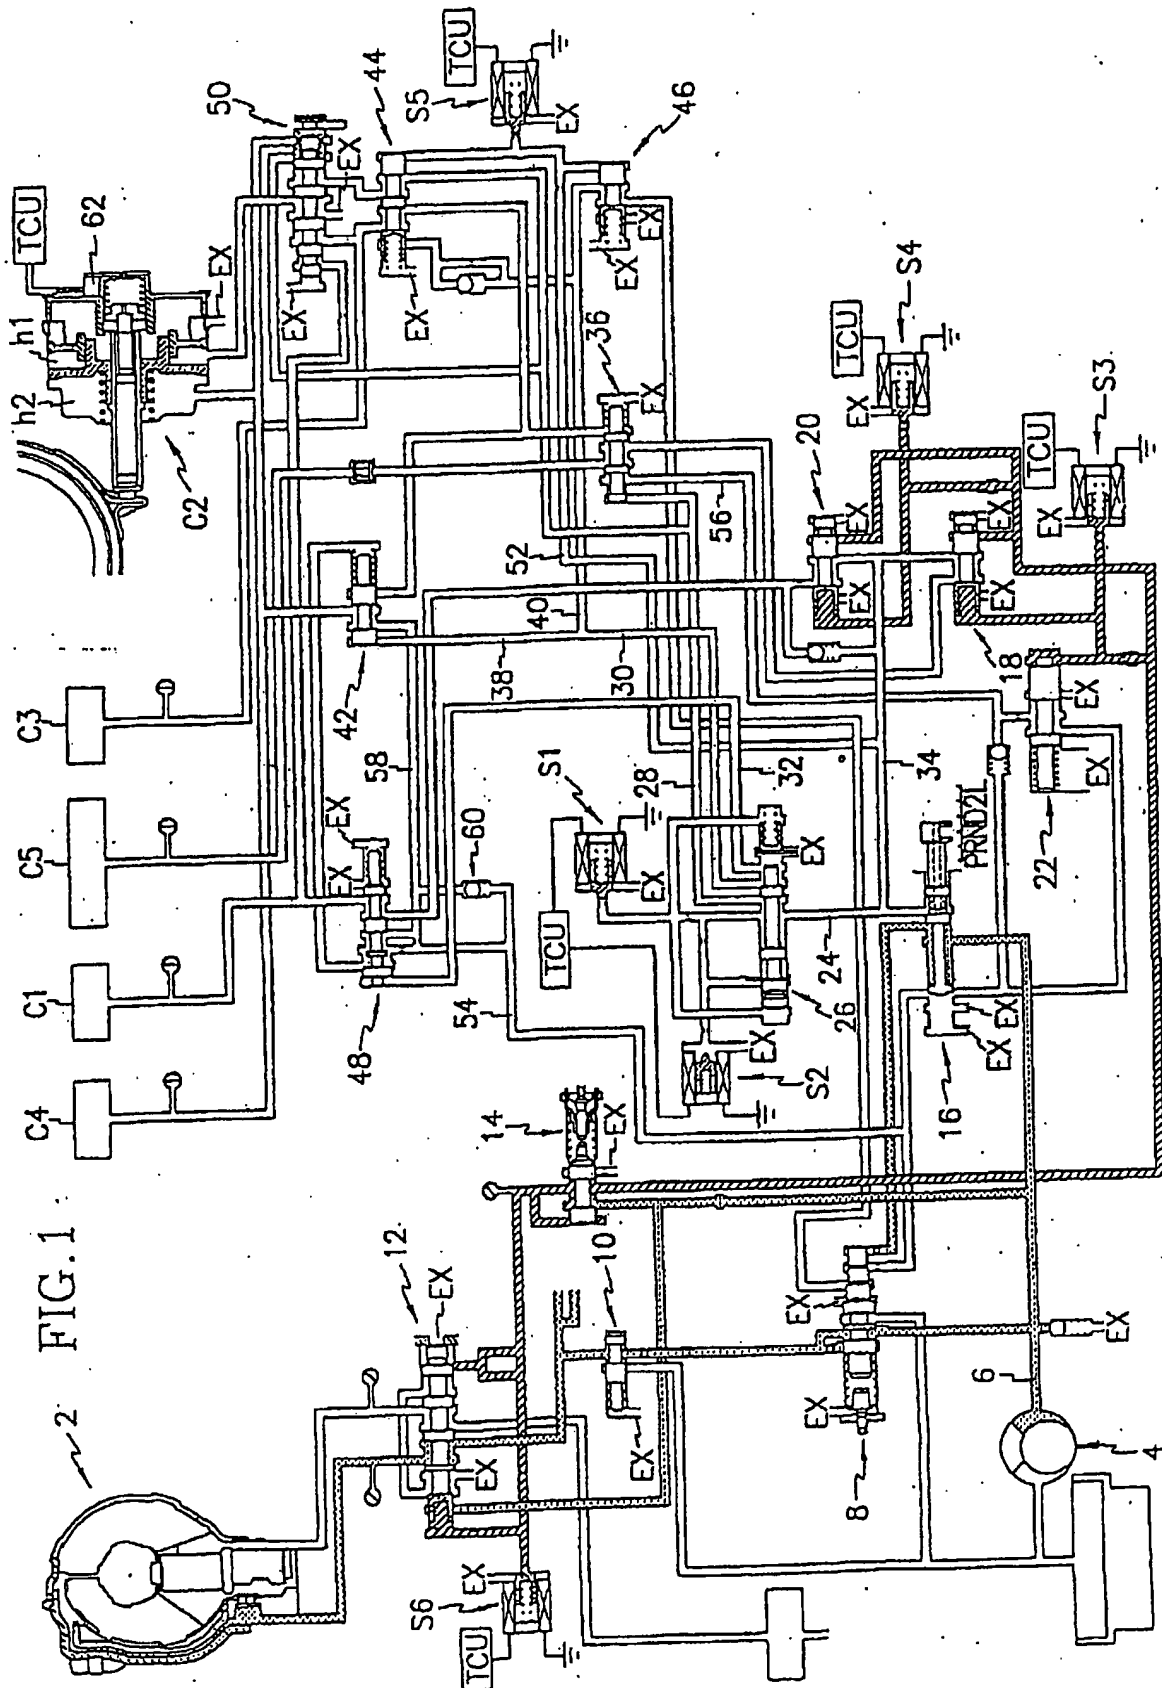 FIG.1
C4
C1
C5
C3
TCU
h1
62
h2
EX
C2
50
EX
EX
44
EX
S5
TCU
EX
46
EX
EX
36
EX
42
38
40
30
52
56
58
EX
EX
48
60
54
28
32
S1
TCU
EX
EX
26
24
S2
EX
34
PRND2L
16
EX
EX
20
EX
EX
S4
TCU
EX
18
EX
EX
S3
TCU
EX
22
EX
EX
14
EX
12
EX
EX
10
EX
2
S6
EX
TCU
8
EX
EX
EX
6
4